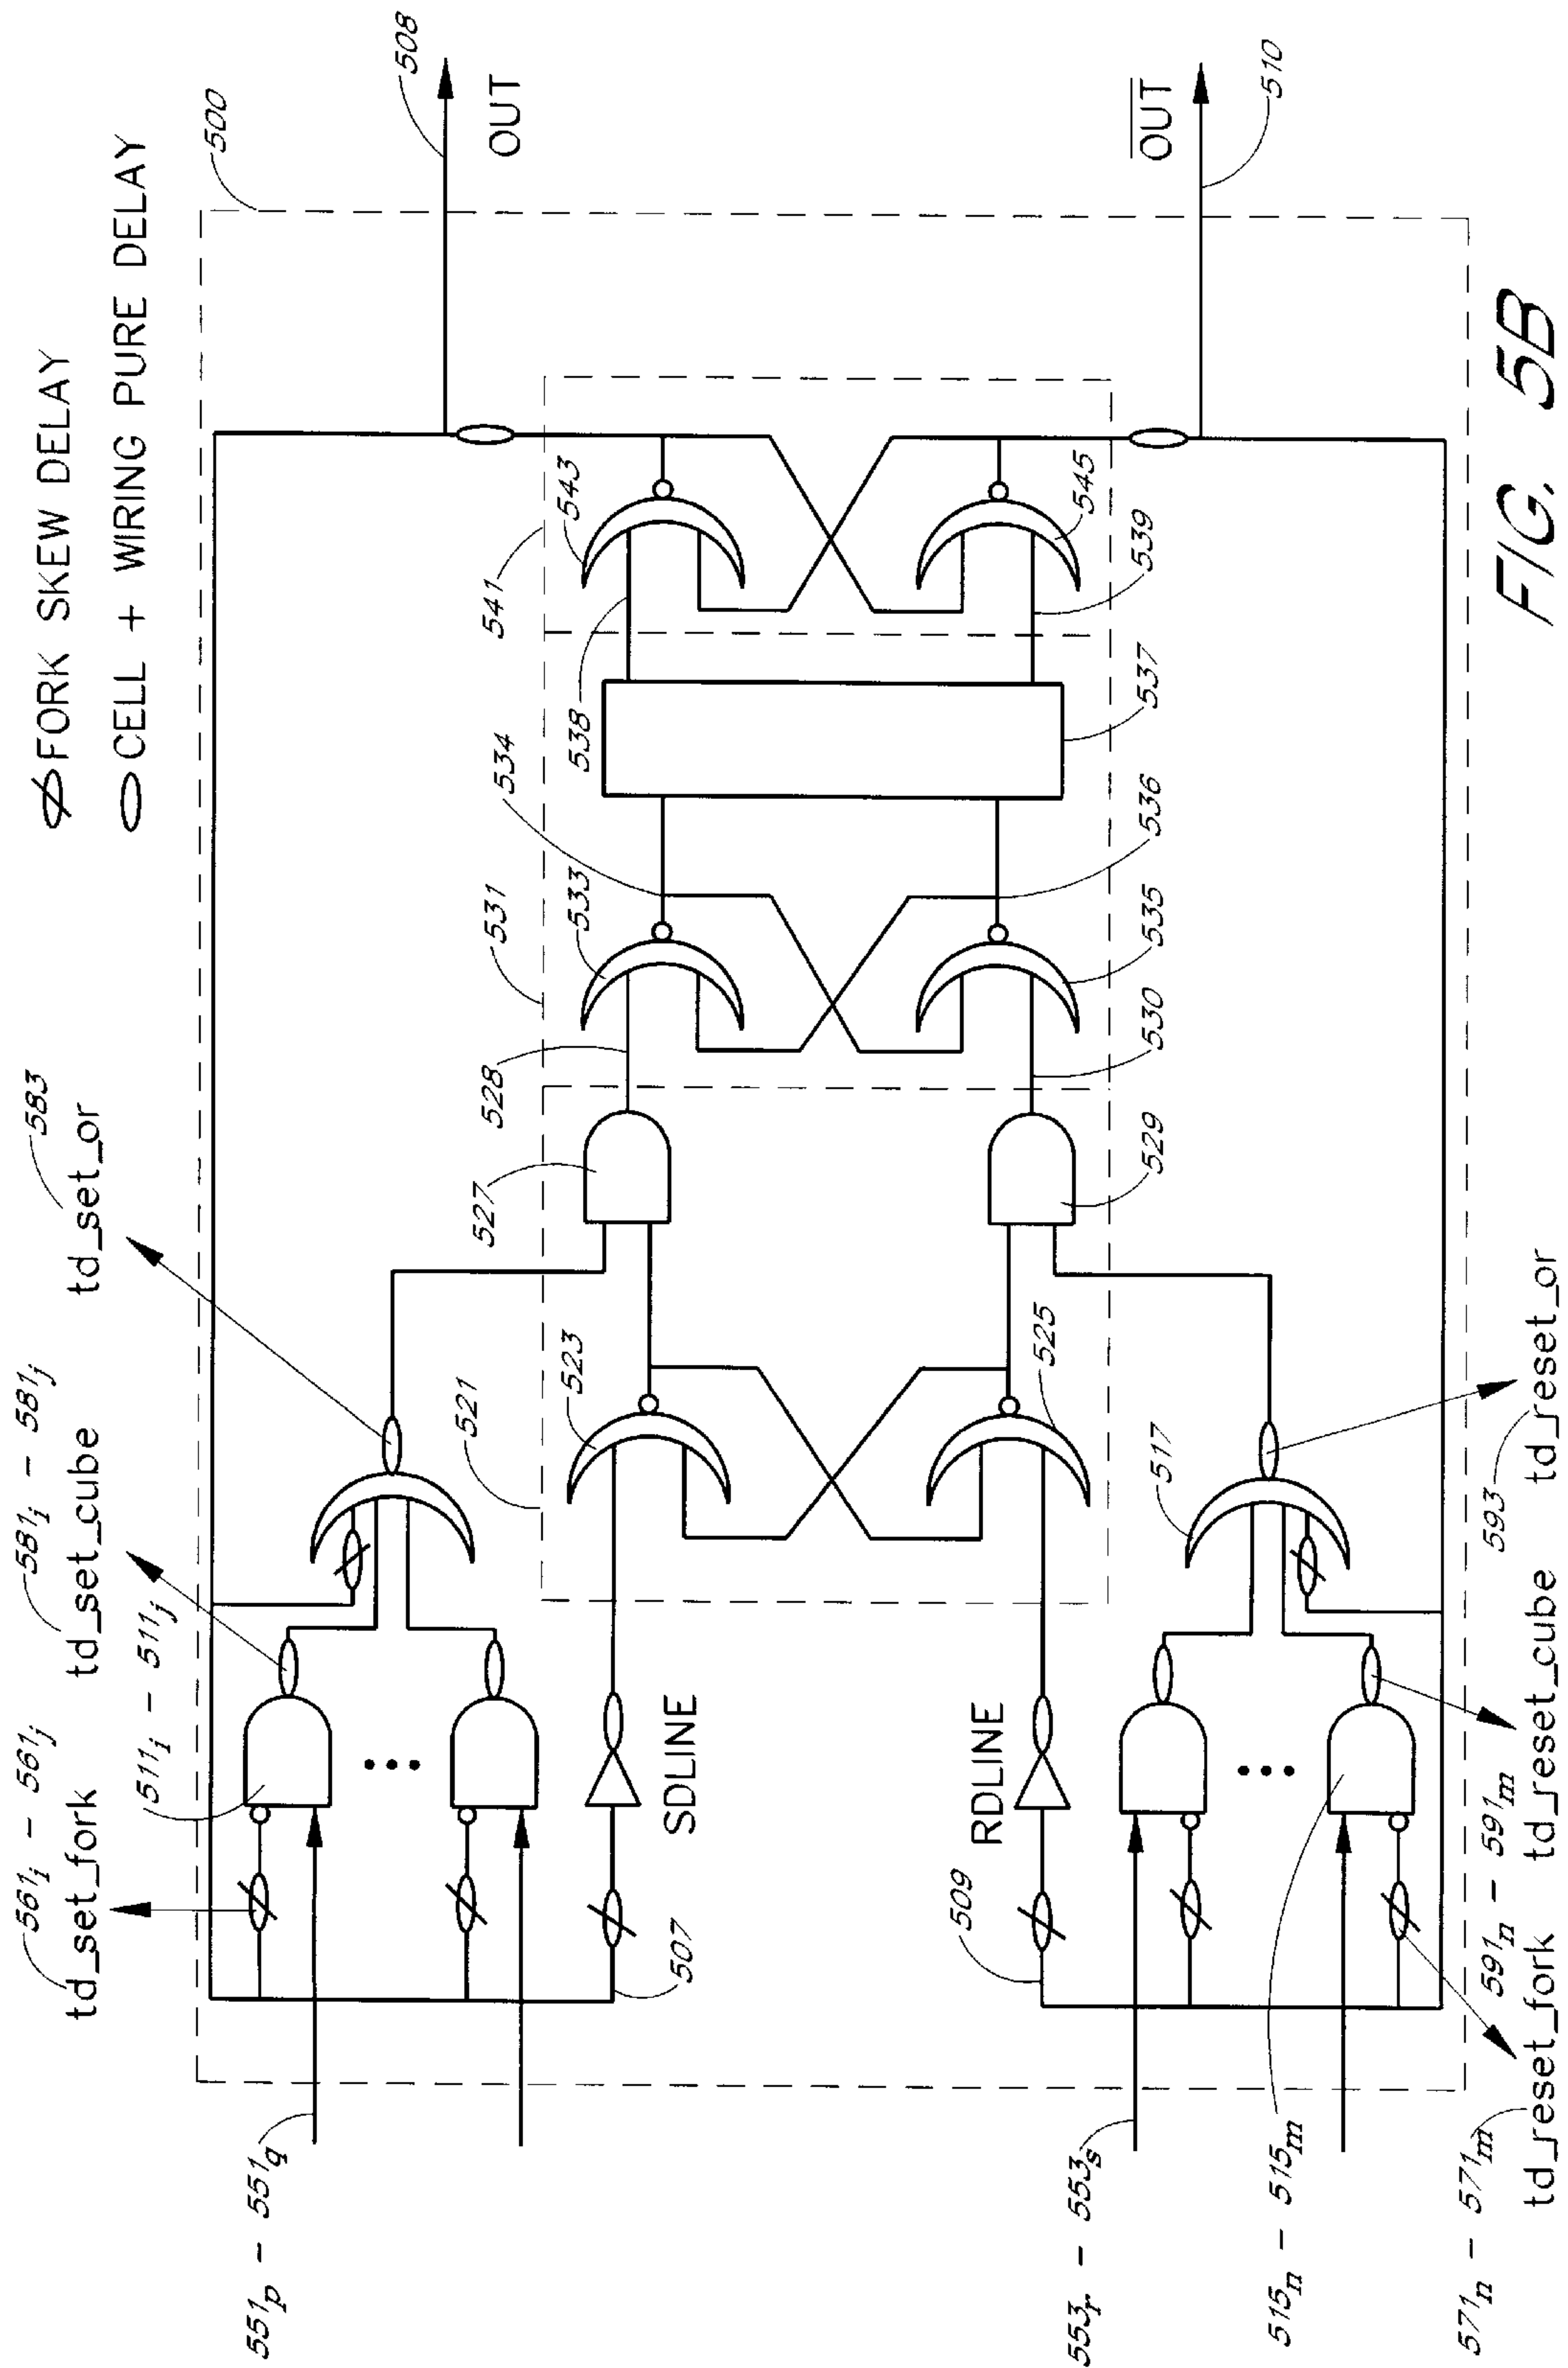 ⌀ FORK SKEW DELAY
⬯ CELL + WIRING PURE DELAY
561i - 561j
td_set_fork
581i - 581j
td_set_cube
583
td_set_or
500
508
OUT
551p - 551q
511i - 511j
507
SDLINE
521
523
527
528
531
533
534
538
541
543
509
RDLINE
525
529
530
535
536
537
539
545
OUT
510
553r - 553s
515n - 515m
517
571n - 571m
td_reset_fork
591n - 591m
td_reset_cube
593
td_reset_or
FIG. 5B